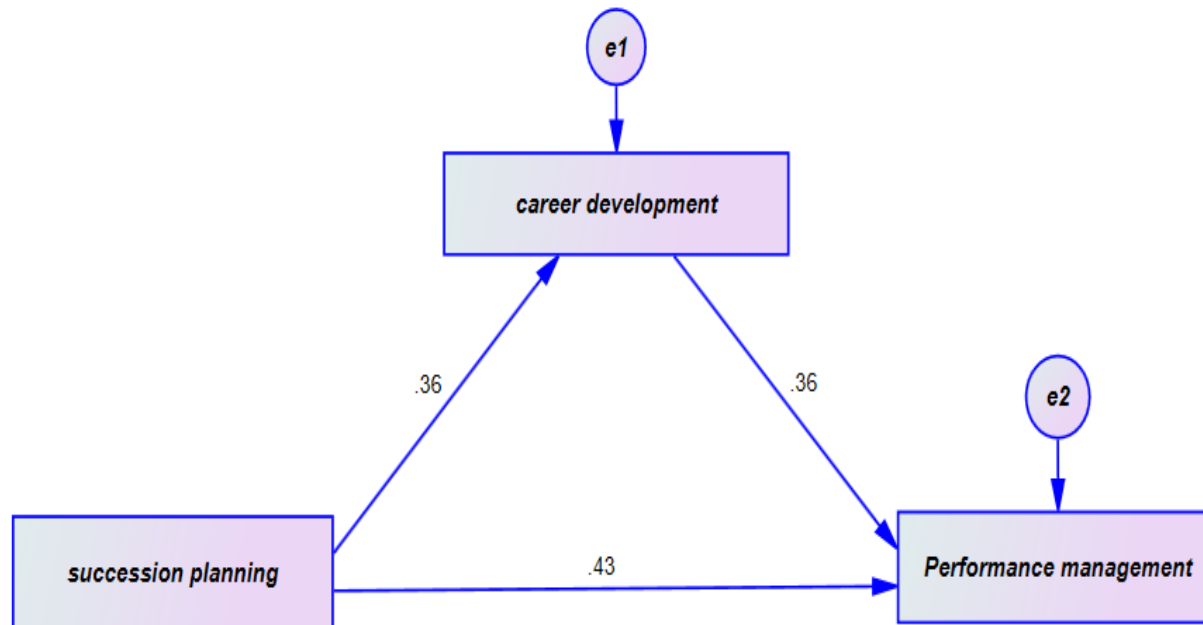 e1
career development
.36
.36
e2
succession planning
.43
Performance management